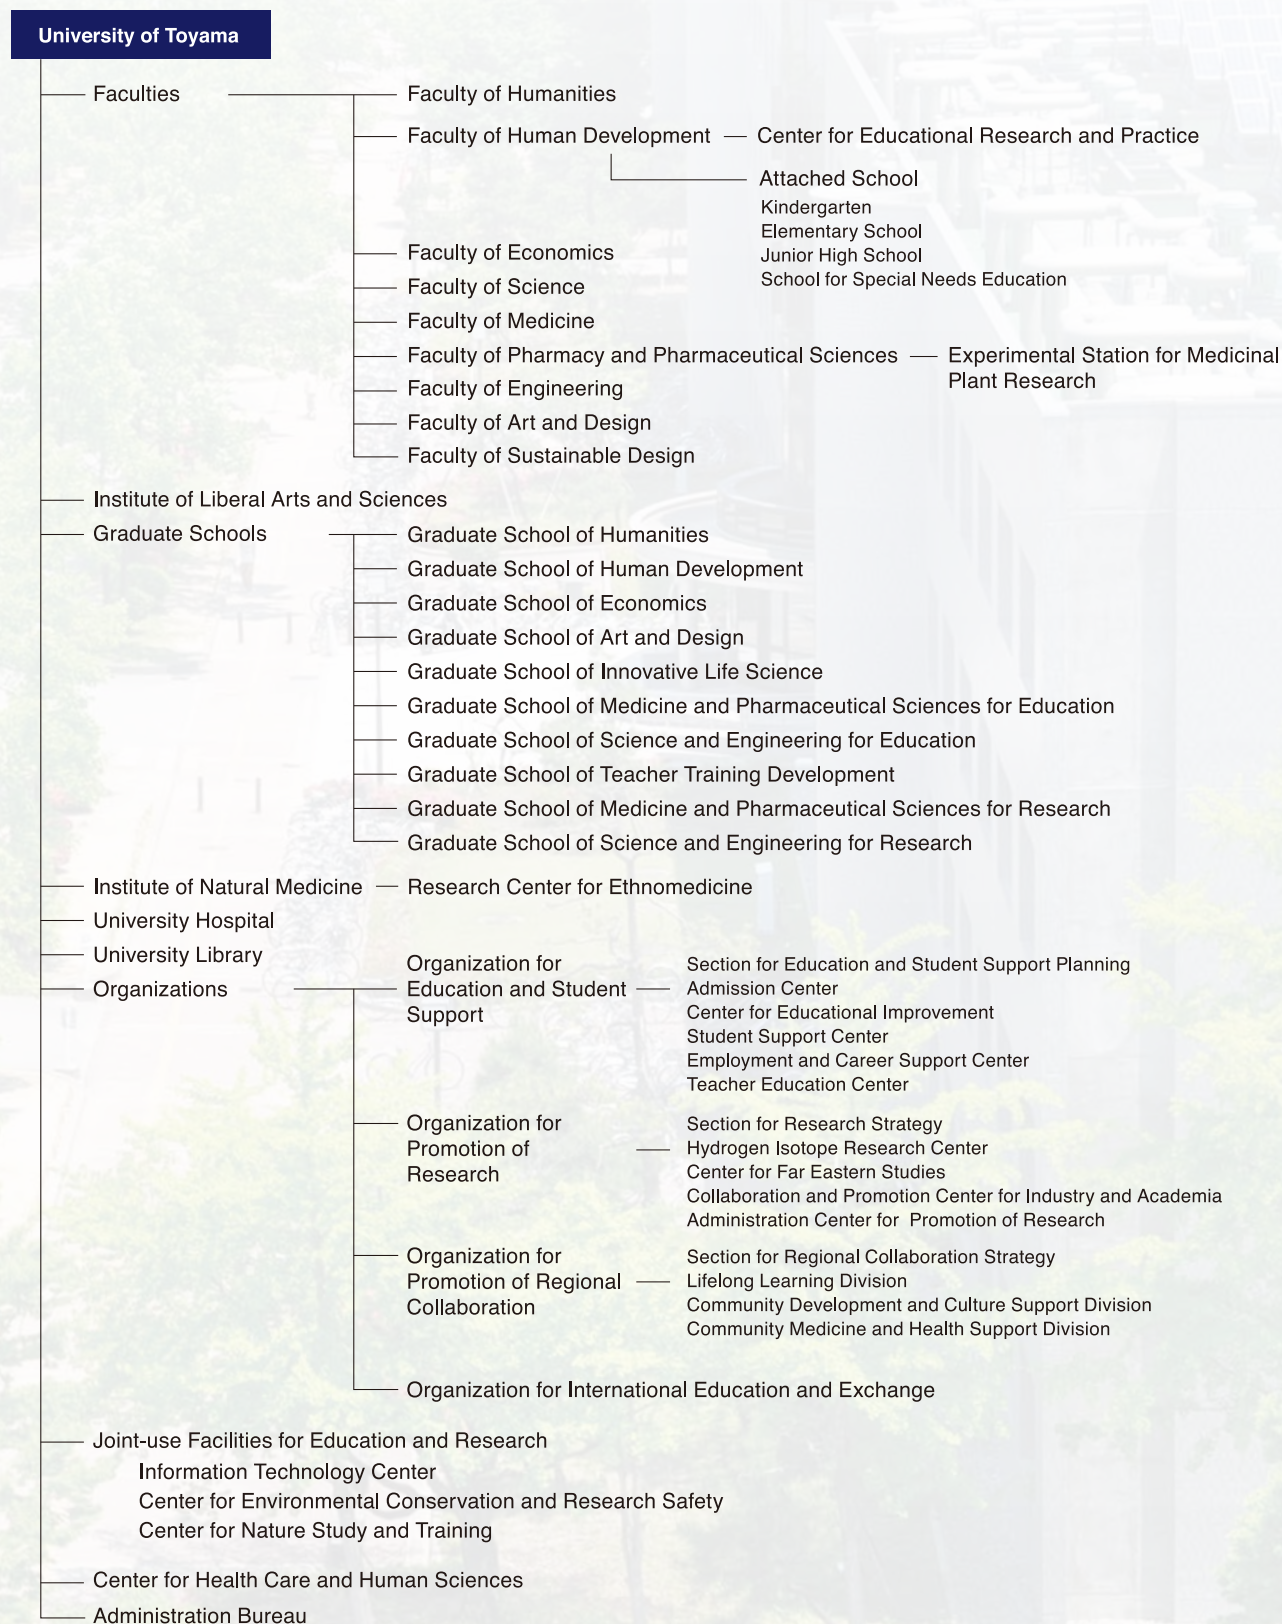 University of Toyama
Faculties
Faculty of Humanities
Faculty of Human Development
Center for Educational Research and Practice
Attached School
Kindergarten
Elementary School
Junior High School
School for Special Needs Education
Faculty of Economics
Faculty of Science
Faculty of Medicine
Faculty of Pharmacy and Pharmaceutical Sciences
Experimental Station for Medicinal
Plant Research
Faculty of Engineering
Faculty of Art and Design
Faculty of Sustainable Design
Institute of Liberal Arts and Sciences
Graduate Schools
Graduate School of Humanities
Graduate School of Human Development
Graduate School of Economics
Graduate School of Art and Design
Graduate School of Innovative Life Science
Graduate School of Medicine and Pharmaceutical Sciences for Education
Graduate School of Science and Engineering for Education
Graduate School of Teacher Training Development
Graduate School of Medicine and Pharmaceutical Sciences for Research
Graduate School of Science and Engineering for Research
Institute of Natural Medicine
Research Center for Ethnomedicine
University Hospital
University Library
Organizations
Organization for
Education and Student
Support
Section for Education and Student Support Planning
Admission Center
Center for Educational Improvement
Student Support Center
Employment and Career Support Center
Teacher Education Center
Organization for
Promotion of
Research
Section for Research Strategy
Hydrogen Isotope Research Center
Center for Far Eastern Studies
Collaboration and Promotion Center for Industry and Academia
Administration Center for Promotion of Research
Organization for
Promotion of Regional
Collaboration
Section for Regional Collaboration Strategy
Lifelong Learning Division
Community Development and Culture Support Division
Community Medicine and Health Support Division
Organization for International Education and Exchange
Joint-use Facilities for Education and Research
Information Technology Center
Center for Environmental Conservation and Research Safety
Center for Nature Study and Training
Center for Health Care and Human Sciences
Administration Bureau